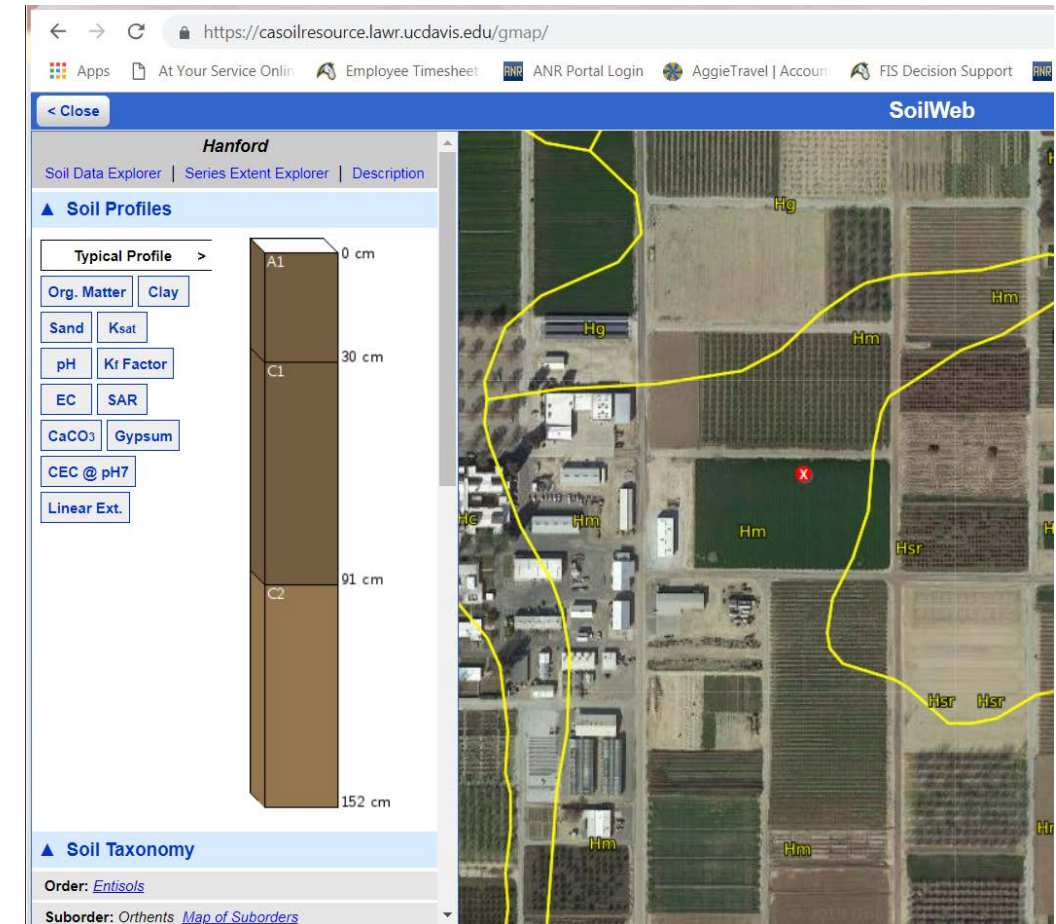 https://casoilresource.lawr.ucdavis.edu/gmap/
Apps At Your Service Onlin Employee Timesheet ANR ANR Portal Login AggieTravel | Accoun FIS Decision Support ANR
< Close SoilWeb
Hanford
Soil Data Explorer | Series Extent Explorer | Description
▲ Soil Profiles
Typical Profile >
Org. Matter Clay
Sand Ksat
pH Kf Factor
EC SAR
CaCO3 Gypsum
CEC @ pH7
Linear Ext.
0 cm
A1
30 cm
C1
91 cm
C2
152 cm
▲ Soil Taxonomy
Order: Entisols
Suborder: Orthents Map of Suborders
Hg
Hm
Hg
Hm
X
Hc
Hm
Hm
Hsr
Hsr Hsr
Hm
Hm